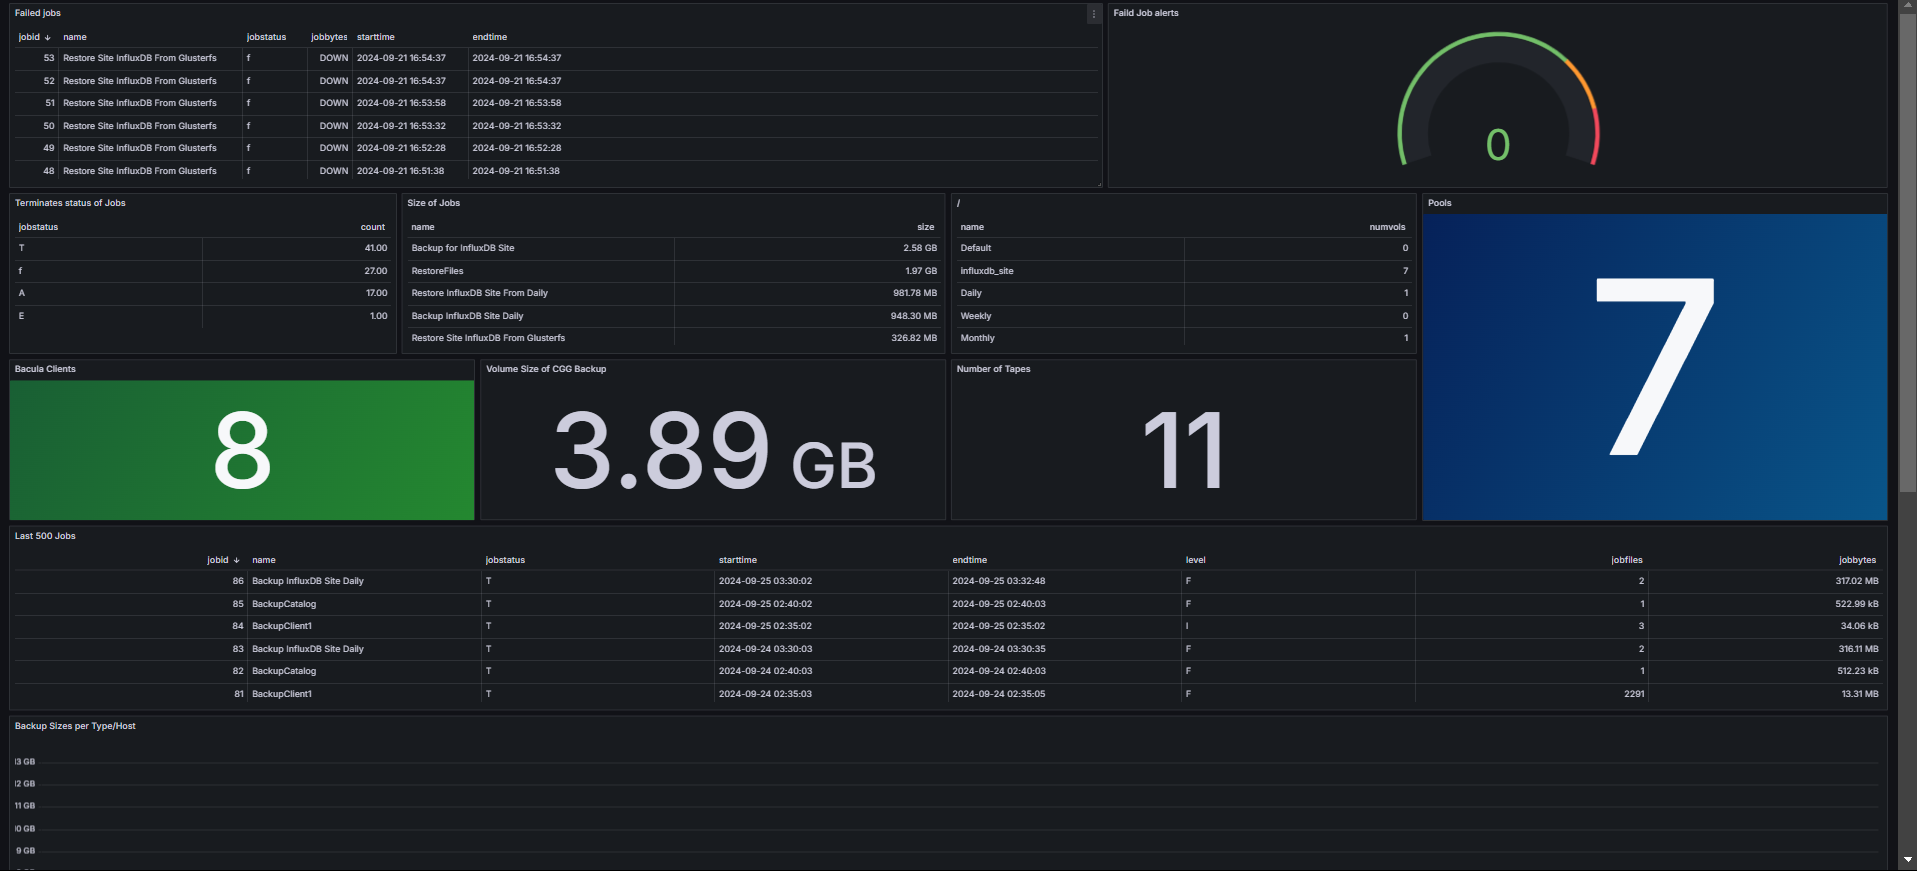 Failed jobs
jobid ↓ name jobstatus jobbytes starttime endtime
53 Restore Site InfluxDB From Glusterfs f DOWN 2024-09-21 16:54:37 2024-09-21 16:54:37
52 Restore Site InfluxDB From Glusterfs f DOWN 2024-09-21 16:54:37 2024-09-21 16:54:37
51 Restore Site InfluxDB From Glusterfs f DOWN 2024-09-21 16:53:58 2024-09-21 16:53:58
50 Restore Site InfluxDB From Glusterfs f DOWN 2024-09-21 16:53:32 2024-09-21 16:53:32
49 Restore Site InfluxDB From Glusterfs f DOWN 2024-09-21 16:52:28 2024-09-21 16:52:28
48 Restore Site InfluxDB From Glusterfs f DOWN 2024-09-21 16:51:38 2024-09-21 16:51:38
Faild Job alerts
0
Terminates status of Jobs
jobstatus count
T 41.00
f 27.00
A 17.00
E 1.00
Size of Jobs
name size
Backup for InfluxDB Site 2.58 GB
RestoreFiles 1.97 GB
Restore InfluxDB Site From Daily 981.78 MB
Backup InfluxDB Site Daily 948.30 MB
Restore Site InfluxDB From Glusterfs 326.82 MB
/
name numvols
Default 0
influxdb_site 7
Daily 1
Weekly 0
Monthly 1
Pools
7
Bacula Clients
8
Volume Size of CGG Backup
3.89 GB
Number of Tapes
11
Last 500 Jobs
jobid ↓ name jobstatus starttime endtime level jobfiles jobbytes
86 Backup InfluxDB Site Daily T 2024-09-25 03:30:02 2024-09-25 03:32:48 F 2 317.02 MB
85 BackupCatalog T 2024-09-25 02:40:02 2024-09-25 02:40:03 F 1 522.99 kB
84 BackupClient1 T 2024-09-25 02:35:02 2024-09-25 02:35:02 I 3 34.06 kB
83 Backup InfluxDB Site Daily T 2024-09-24 03:30:03 2024-09-24 03:30:35 F 2 316.11 MB
82 BackupCatalog T 2024-09-24 02:40:03 2024-09-24 02:40:03 F 1 512.23 kB
81 BackupClient1 T 2024-09-24 02:35:03 2024-09-24 02:35:05 F 2291 13.31 MB
Backup Sizes per Type/Host
13 GB
12 GB
11 GB
10 GB
9 GB